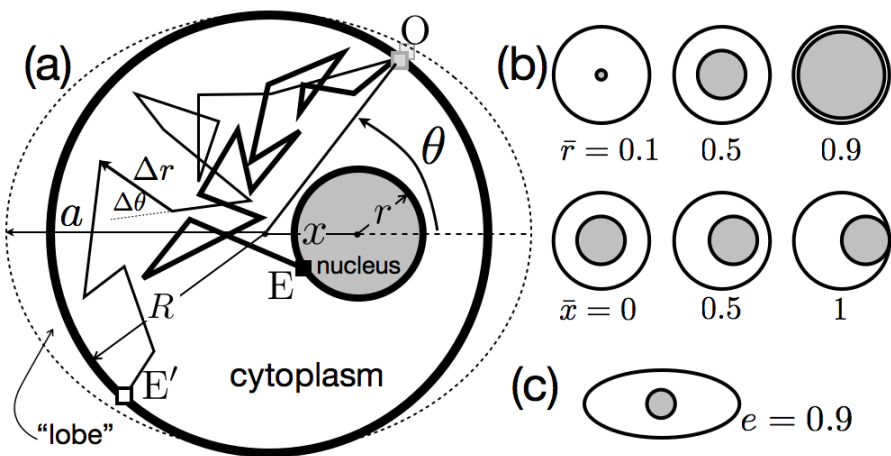 (a)
O
θ
Δr
Δθ
a
x
r
nucleus
E
R
E′
cytoplasm
"lobe"
(b)
r̄ = 0.1 0.5 0.9
x̄ = 0 0.5 1
(c)
e = 0.9